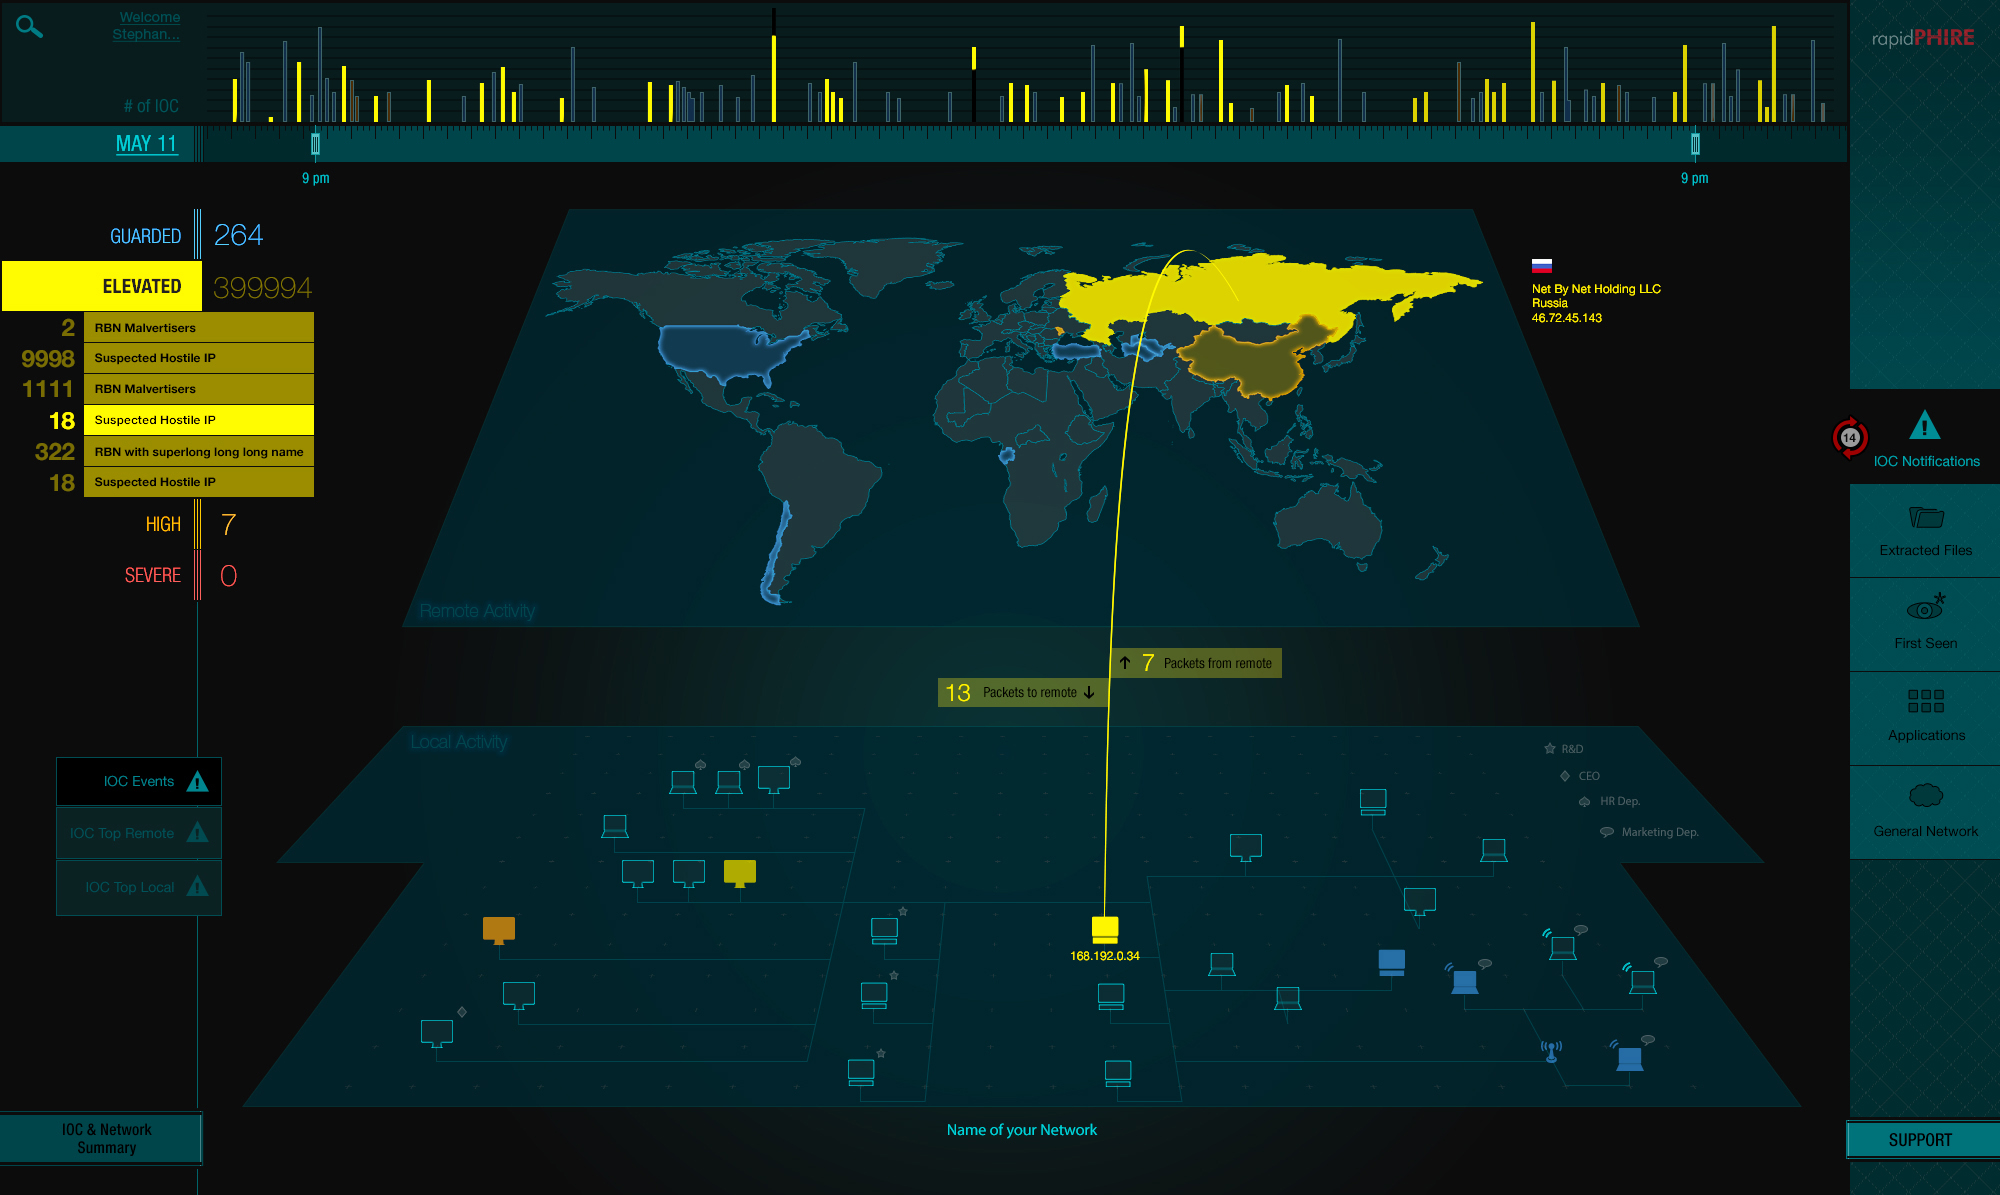 Welcome
Stephan...
# of IOC
rapidPHIRE
MAY 11
9 pm
9 pm
GUARDED 264
ELEVATED 399994
2 RBN Malvertisers
9998 Suspected Hostile IP
1111 RBN Malvertisers
18 Suspected Hostile IP
322 RBN with superlong long long name
18 Suspected Hostile IP
HIGH 7
SEVERE 0
Net By Net Holding LLC
Russia
46.72.45.143
14
IOC Notifications
Extracted Files
First Seen
Applications
General Network
Remote Activity
7 Packets from remote
13 Packets to remote
Local Activity
R&D
CEO
HR Dep.
Marketing Dep.
IOC Events
IOC Top Remote
IOC Top Local
168.192.0.34
Name of your Network
IOC & Network
Summary
SUPPORT